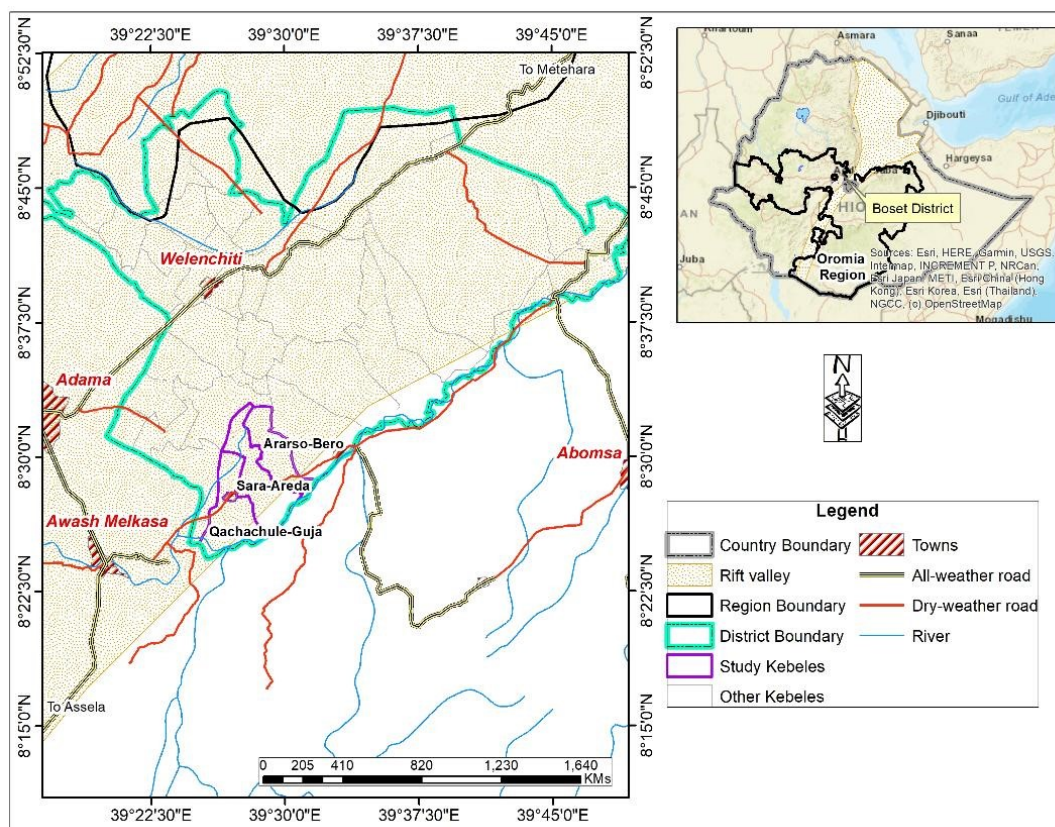 39°22'30"E
39°30'0"E
39°37'30"E
39°45'0"E
8°52'30"N
8°45'0"N
8°37'30"N
8°30'0"N
8°22'30"N
8°15'0"N
To Metehara
Welenchiti
Adama
Ararso-Bero
Abomsa
Sara-Areda
Awash Melkasa
Qachachule-Guja
To Assela
0 205 410 820 1,230 1,640
KMs
8°52'30"N
8°45'0"N
8°37'30"N
8°30'0"N
8°22'30"N
8°15'0"N
39°22'30"E
39°30'0"E
39°37'30"E
39°45'0"E
Khartoum
Asmara
Sanaa
Gulf of Ade
Djibouti
Hargeysa
AN
HIO
Boset District
Juba
Oromia
Region
Sources: Esri, HERE, Garmin, USGS,
Intermap, INCREMENT P, NRCan,
Esri Japan, METI, Esri China (Hong
Kong), Esri Korea, Esri (Thailand),
NGCC, (c) OpenStreetMap
Mogadishu
N
Legend
Country Boundary
Towns
Rift valley
All-weather road
Region Boundary
Dry-weather road
District Boundary
River
Study Kebeles
Other Kebeles